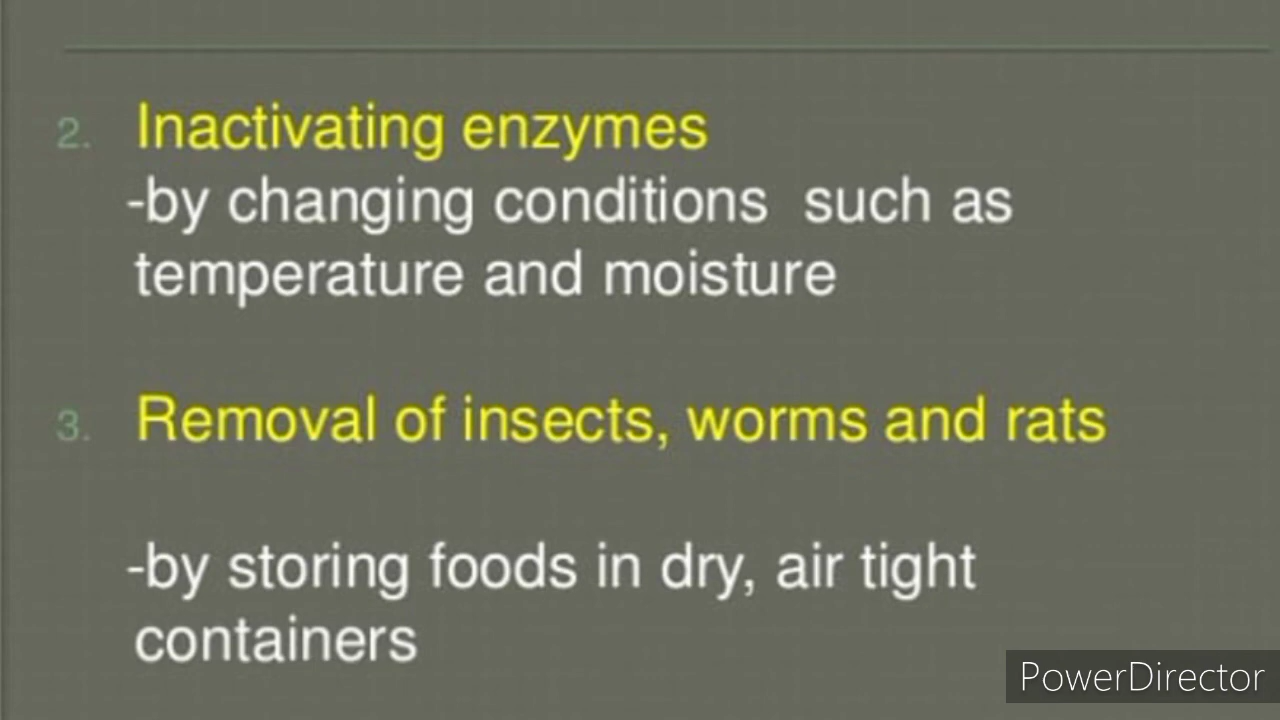 2. Inactivating enzymes
-by changing conditions such as
temperature and moisture
3. Removal of insects, worms and rats
-by storing foods in dry, air tight
containers
PowerDirector